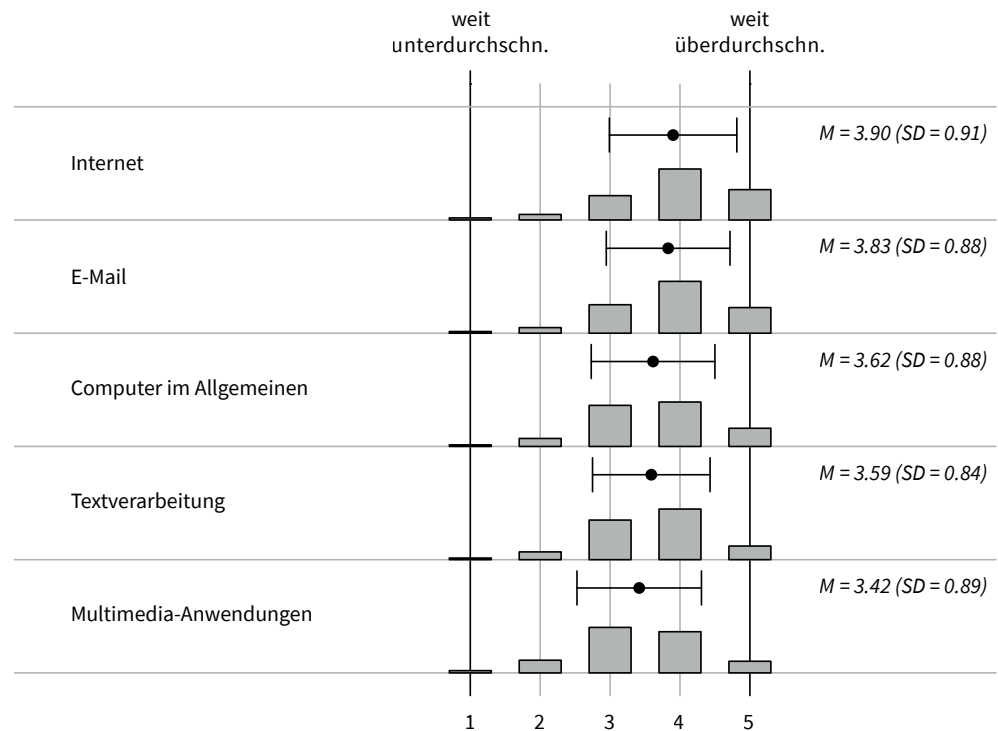 weit
unterdurchschn.
weit
überdurchschn.
Internet
M = 3.90 (SD = 0.91)
E-Mail
M = 3.83 (SD = 0.88)
Computer im Allgemeinen
M = 3.62 (SD = 0.88)
Textverarbeitung
M = 3.59 (SD = 0.84)
Multimedia-Anwendungen
M = 3.42 (SD = 0.89)
1 2 3 4 5